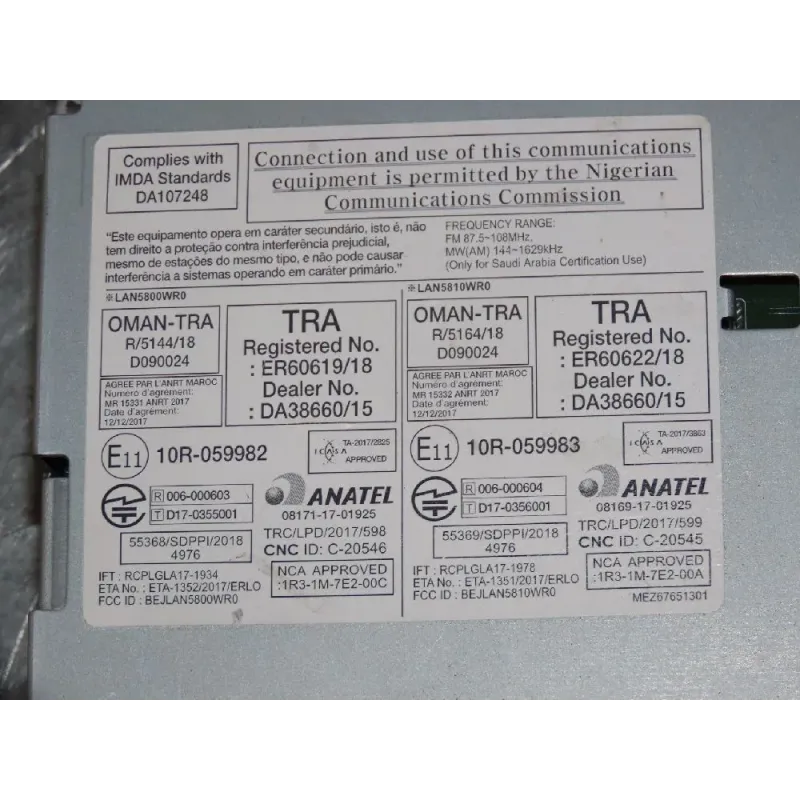 Complies with
IMDA Standards
DA107248
Connection and use of this communications
equipment is permitted by the Nigerian
Communications Commission
"Este equipamento opera em caráter secundário, isto é, não
tem direito a proteção contra interferência prejudicial,
mesmo de estações do mesmo tipo, e não pode causar
interferência a sistemas operando em caráter primário."
FREQUENCY RANGE:
FM 87.5~108MHz,
MW(AM) 144~1629kHz
(Only for Saudi Arabia Certification Use)
※LAN5800WR0
OMAN-TRA
R/5144/18
D090024
TRA
Registered No.
: ER60619/18
Dealer No.
: DA38660/15
AGREE PAR L'ANRT MAROC
Numéro d'agrément:
MR 15331 ANRT 2017
Date d'agrément:
12/12/2017
E11 10R-059982
ICASA
TA-2017/2825
APPROVED
R 006-000603
T D17-0355001
ANATEL
08171-17-01925
55368/SDPPI/2018
4976
TRC/LPD/2017/598
CNC ID: C-20546
IFT : RCPLGLA17-1934
ETA No. : ETA-1352/2017/ERLO
FCC ID : BEJLAN5800WR0
NCA APPROVED
:1R3-1M-7E2-00C
※LAN5810WR0
OMAN-TRA
R/5164/18
D090024
TRA
Registered No.
: ER60622/18
Dealer No.
: DA38660/15
AGREE PAR L'ANRT MAROC
Numéro d'agrément:
MR 15332 ANRT 2017
Date d'agrément:
12/12/2017
E11 10R-059983
ICASA
APPROVED
R 006-000604
T D17-0356001
ANATEL
08169-17-01925
55369/SDPPI/2018
4976
TRC/LPD/2017/599
CNC ID: C-20545
IFT : RCPLGLA17-1978
ETA No. : ETA-1351/2017/ERLO
FCC ID : BEJLAN5810WR0
NCA APPROVED
:1R3-1M-7E2-00A
MEZ67651301